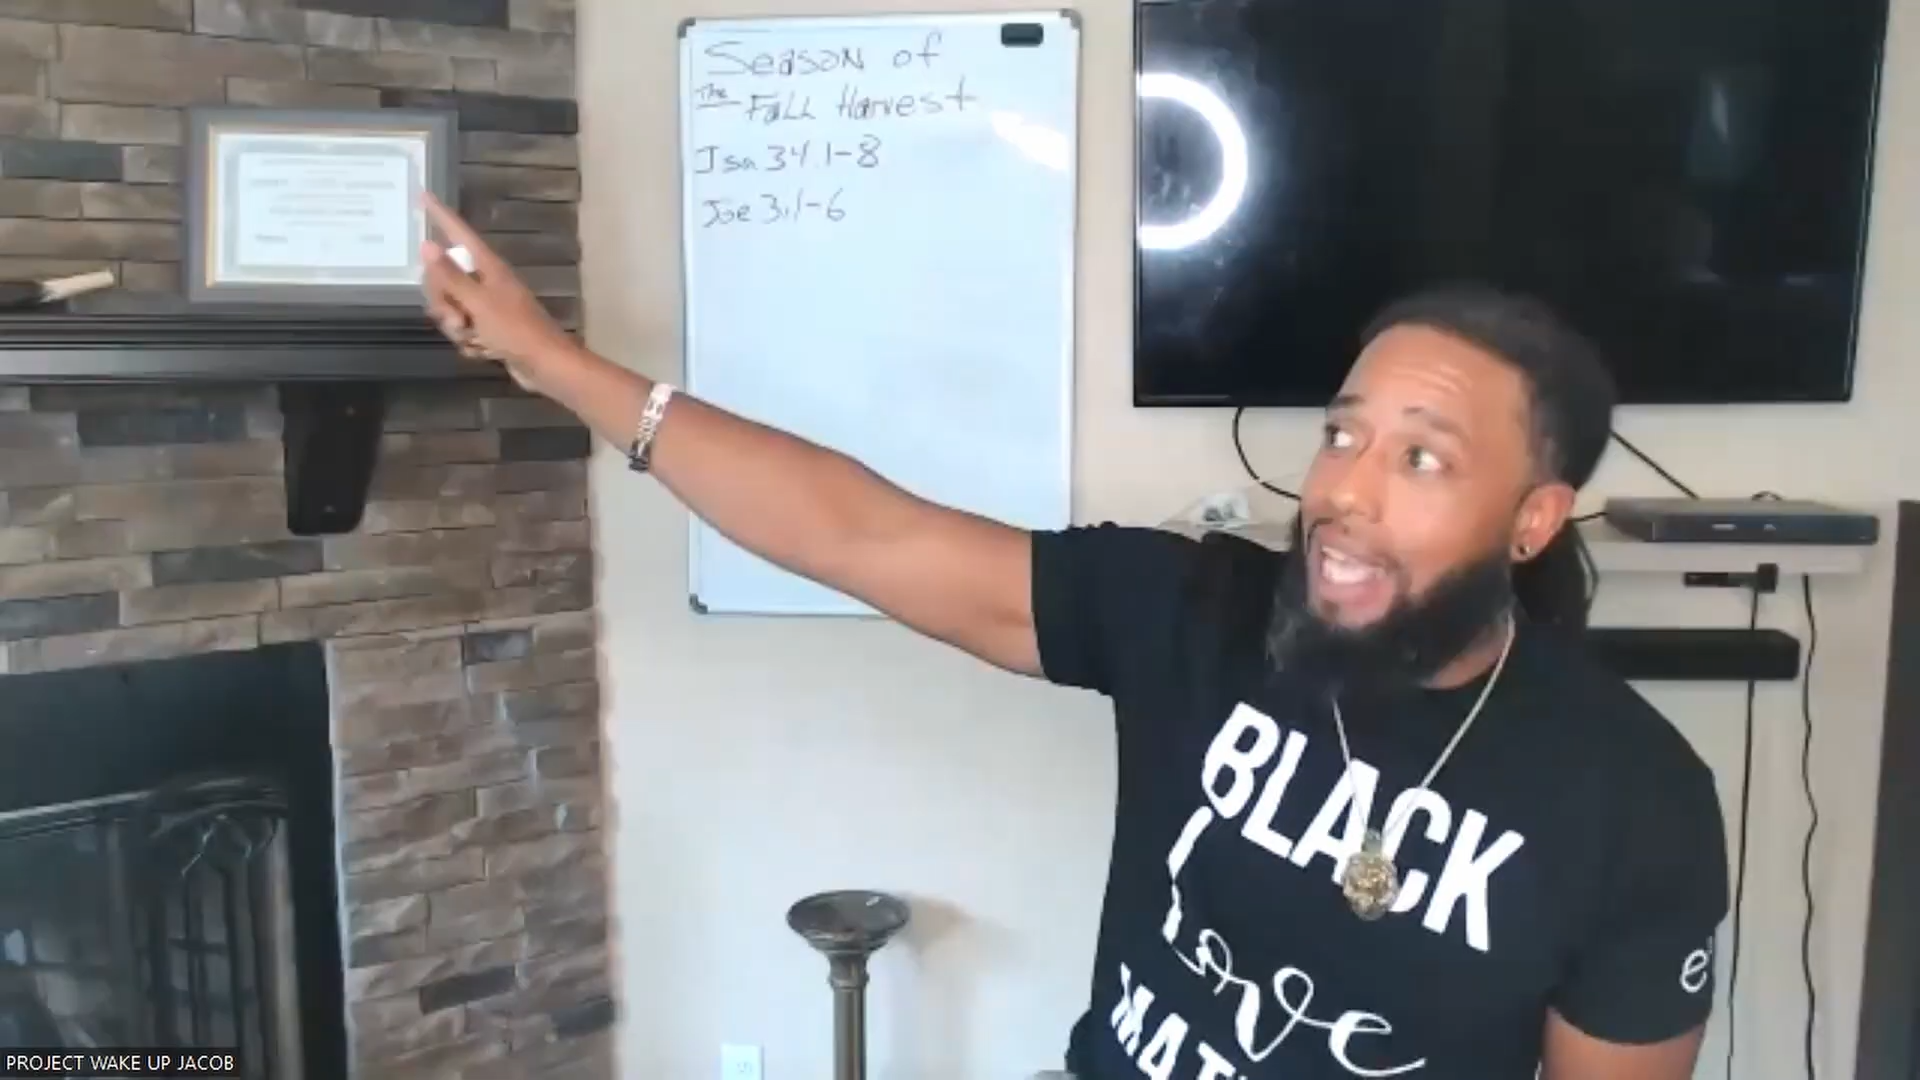 Season of
The Fall Harvest
Isa 34.1-8
Joe 3.1-6
BLACK
Love
MAT
e
PROJECT WAKE UP JACOB